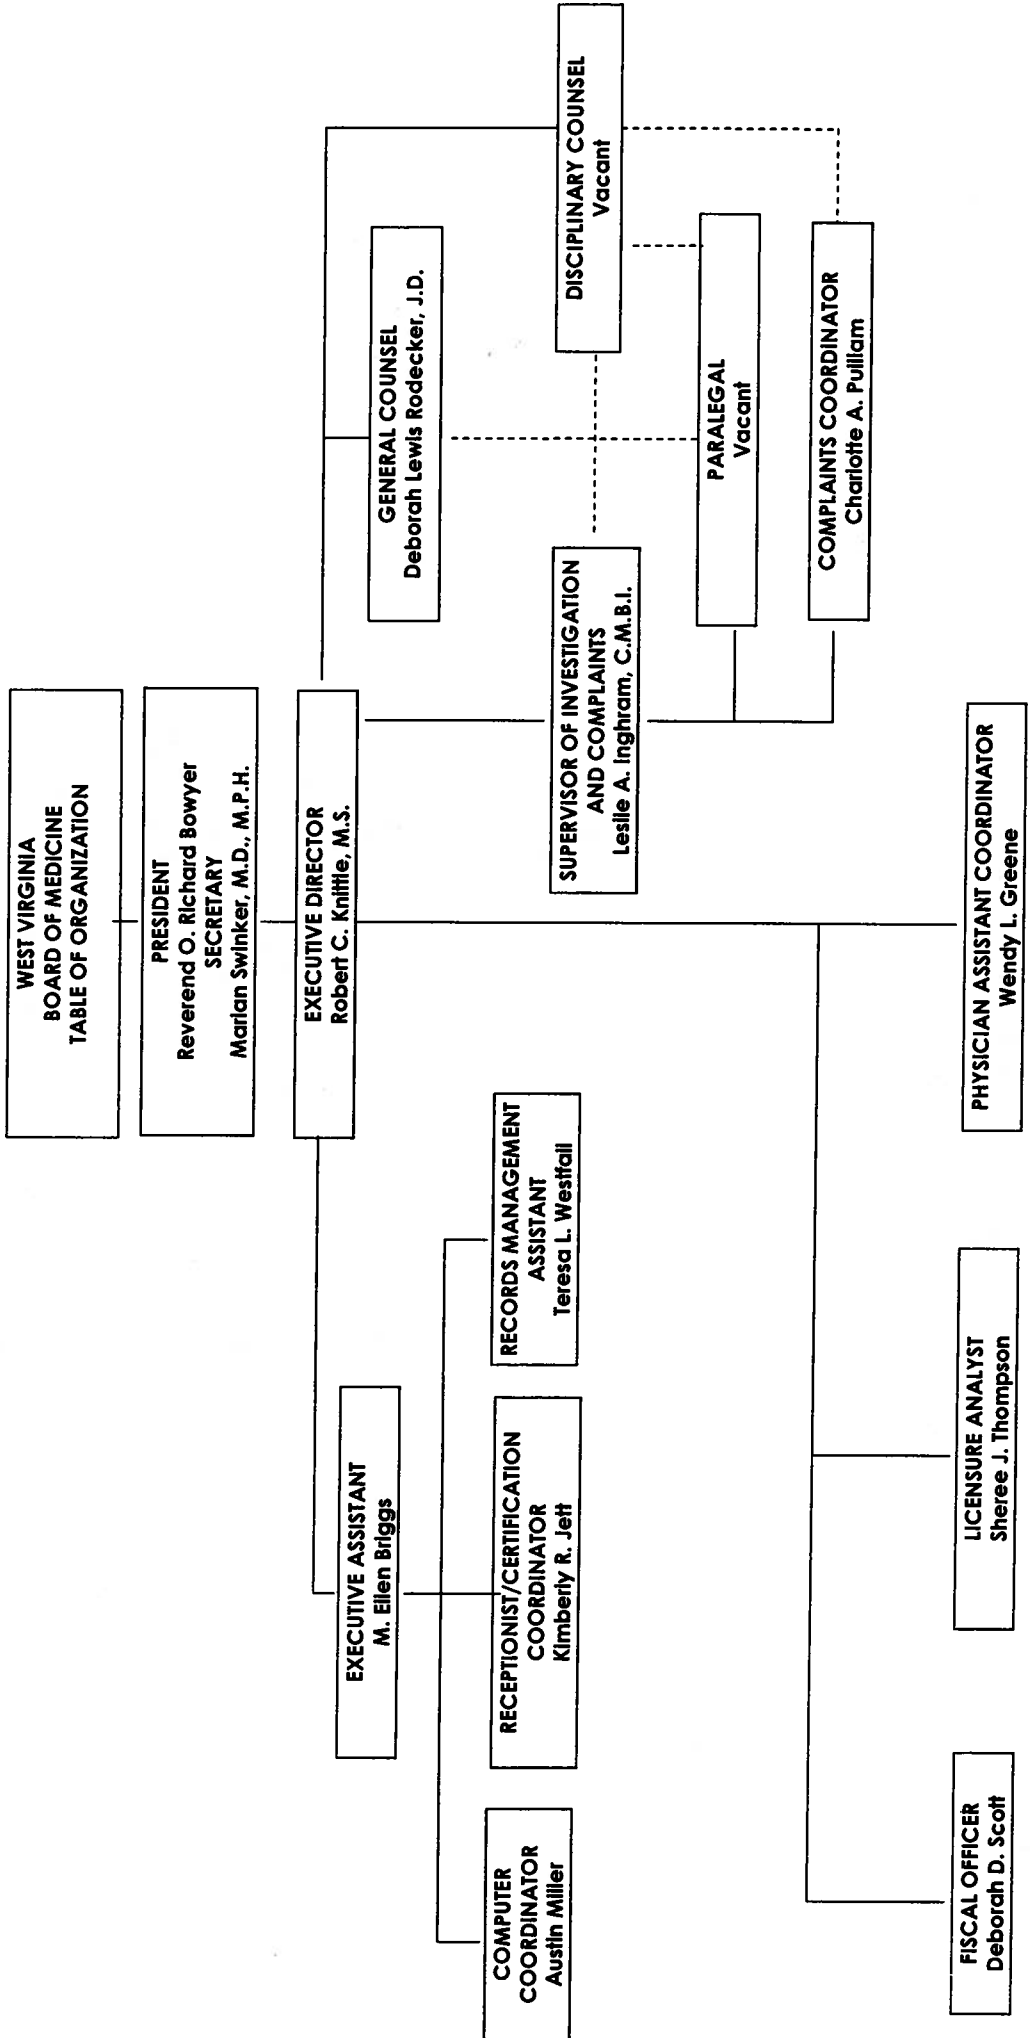 WEST VIRGINIA
BOARD OF MEDICINE
TABLE OF ORGANIZATION
PRESIDENT
Reverend O. Richard Bowyer
SECRETARY
Marian Swinker, M.D., M.P.H.
EXECUTIVE DIRECTOR
Robert C. Knittle, M.S.
EXECUTIVE ASSISTANT
M. Ellen Briggs
GENERAL COUNSEL
Deborah Lewis Rodecker, J.D.
COMPUTER
COORDINATOR
Austin Miller
RECEPTIONIST/CERTIFICATION
COORDINATOR
Kimberly R. Jett
RECORDS MANAGEMENT
ASSISTANT
Teresa L. Westfall
SUPERVISOR OF INVESTIGATION
AND COMPLAINTS
Leslie A. Inghram, C.M.B.I.
DISCIPLINARY COUNSEL
Vacant
PARALEGAL
Vacant
COMPLAINTS COORDINATOR
Charlotte A. Pulliam
FISCAL OFFICER
Deborah D. Scott
LICENSURE ANALYST
Sheree J. Thompson
PHYSICIAN ASSISTANT COORDINATOR
Wendy L. Greene